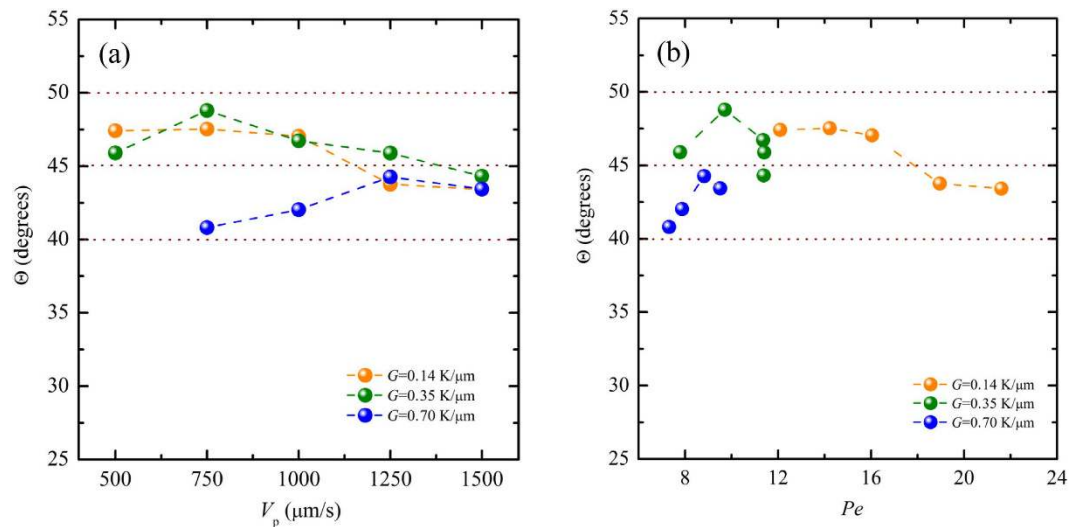 (a)
55
50
45
40
35
30
25
Θ (degrees)
G=0.14 K/μm
G=0.35 K/μm
G=0.70 K/μm
500 750 1000 1250 1500
Vp (μm/s)
(b)
55
50
45
40
35
30
25
Θ (degrees)
G=0.14 K/μm
G=0.35 K/μm
G=0.70 K/μm
8 12 16 20 24
Pe